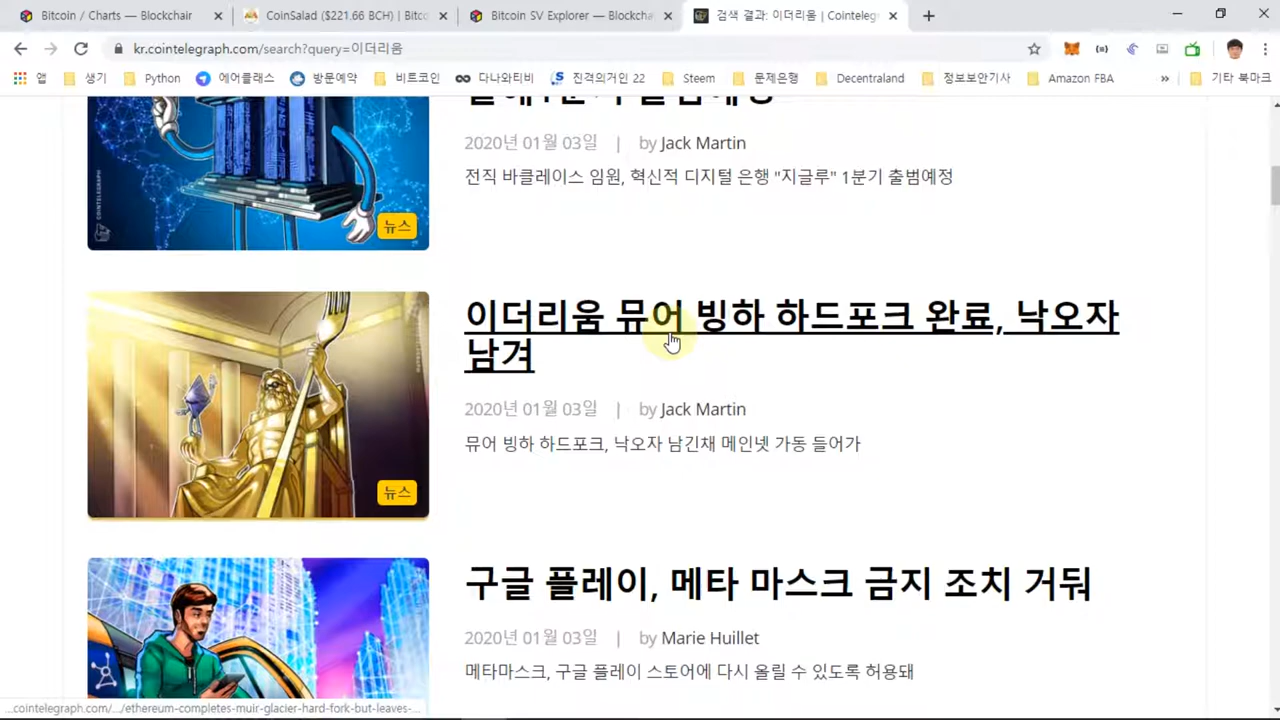 Bitcoin / Charts — Blockchair
CoinSalad ($221.66 BCH) | Bitc
Bitcoin SV Explorer — Blockcha
검색 결과: 이더리움 | Cointeleg
kr.cointelegraph.com/search?query=이더리움
앱 생기 Python 에어클래스 방문예약 비트코인 다나와티비 진격의거인 22 Steem 문제은행 Decentraland 정보보안기사 Amazon FBA » 기타 북마크
COINTELEGRAPH
2020년 01월 03일 | by Jack Martin
전직 바클레이스 임원, 혁신적 디지털 은행 "지글루" 1분기 출범예정
뉴스
이더리움 뮤어 빙하 하드포크 완료, 낙오자
남겨
2020년 01월 03일 | by Jack Martin
뮤어 빙하 하드포크, 낙오자 남긴채 메인넷 가동 들어가
뉴스
구글 플레이, 메타 마스크 금지 조치 거둬
2020년 01월 03일 | by Marie Huillet
메타마스크, 구글 플레이 스토어에 다시 올릴 수 있도록 허용돼
...cointelegraph.com/.../ethereum-completes-muir-glacier-hard-fork-but-leaves-...